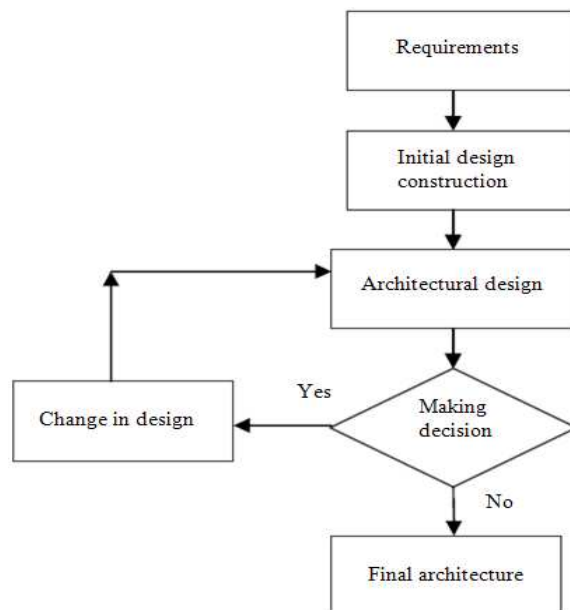 Requirements
Initial design
construction
Architectural design
Yes
Change in design
Making
decision
No
Final architecture